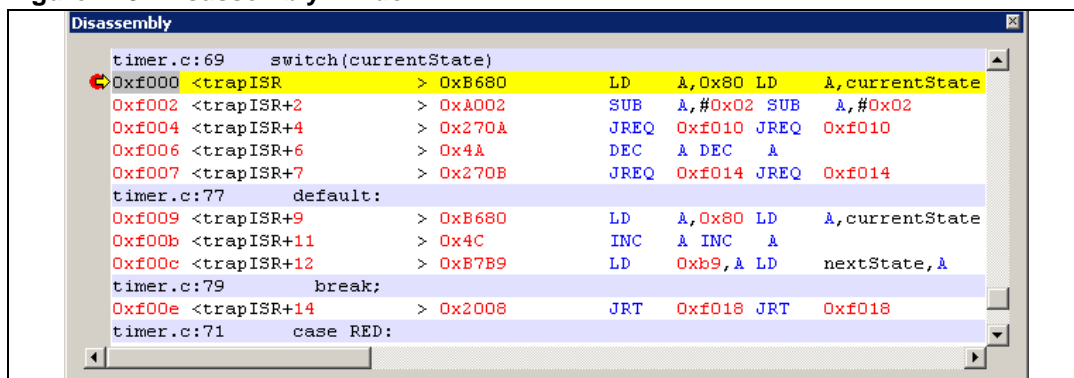 Disassembly
timer.c:69 switch(currentState)
0xf000 <trapISR > 0xB680 LD A,0x80 LD A,currentState
0xf002 <trapISR+2 > 0xA002 SUB A,#0x02 SUB A,#0x02
0xf004 <trapISR+4 > 0x270A JREQ 0xf010 JREQ 0xf010
0xf006 <trapISR+6 > 0x4A DEC A DEC A
0xf007 <trapISR+7 > 0x270B JREQ 0xf014 JREQ 0xf014
timer.c:77 default:
0xf009 <trapISR+9 > 0xB680 LD A,0x80 LD A,currentState
0xf00b <trapISR+11 > 0x4C INC A INC A
0xf00c <trapISR+12 > 0xB7B9 LD 0xb9,A LD nextState,A
timer.c:79 break;
0xf00e <trapISR+14 > 0x2008 JRT 0xf018 JRT 0xf018
timer.c:71 case RED: